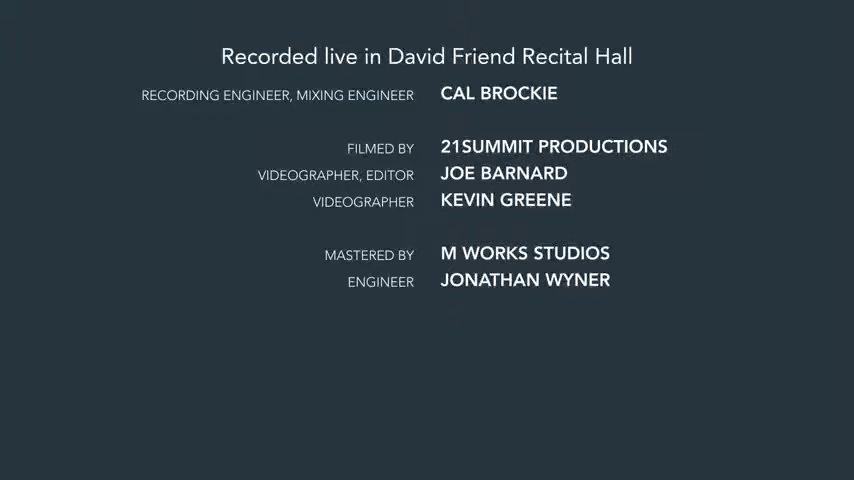 Recorded live in David Friend Recital Hall
RECORDING ENGINEER, MIXING ENGINEER CAL BROCKIE
FILMED BY 21SUMMIT PRODUCTIONS
VIDEOGRAPHER, EDITOR JOE BARNARD
VIDEOGRAPHER KEVIN GREENE
MASTERED BY M WORKS STUDIOS
ENGINEER JONATHAN WYNER